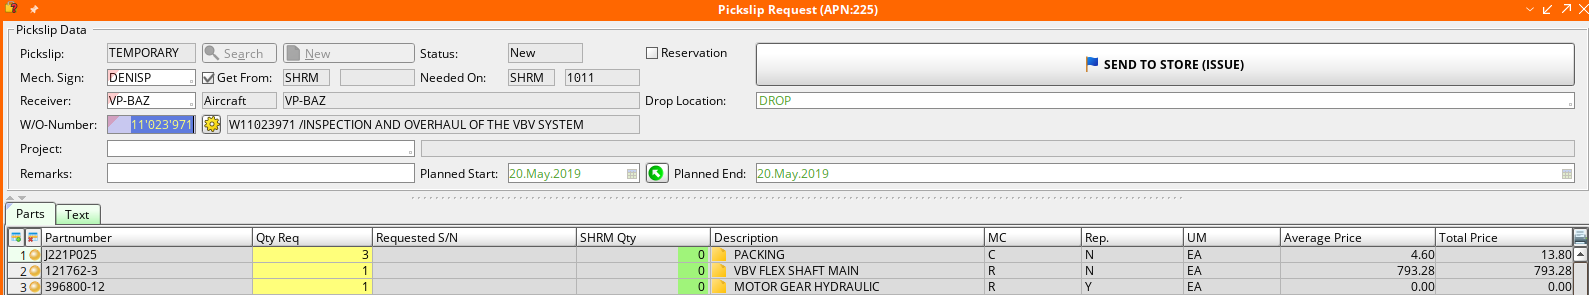 Pickslip Request (APN:225)
Pickslip Data
Pickslip: TEMPORARY Search New Status: New Reservation SEND TO STORE (ISSUE)
Mech. Sign: DENISP Get From: SHRM Needed On: SHRM 1011
Receiver: VP-BAZ Aircraft VP-BAZ Drop Location: DROP
W/O-Number: 11'023'971 W11023971 /INSPECTION AND OVERHAUL OF THE VBV SYSTEM
Project:
Remarks: Planned Start: 20.May.2019 Planned End: 20.May.2019
Parts Text
Partnumber Qty Req Requested S/N SHRM Qty Description MC Rep. UM Average Price Total Price
1 J221P025 3 0 PACKING C N EA 4.60 13.80
2 121762-3 1 0 VBV FLEX SHAFT MAIN R N EA 793.28 793.28
3 396800-12 1 0 MOTOR GEAR HYDRAULIC R Y EA 0.00 0.00